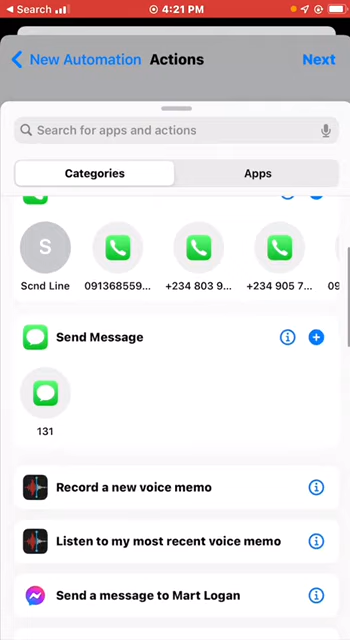 Search
4:21 PM
New Automation
Actions
Next
Search for apps and actions
Categories
Apps
S
Scnd Line
091368559...
+234 803 9...
+234 905 7...
Send Message
131
Record a new voice memo
Listen to my most recent voice memo
Send a message to Mart Logan